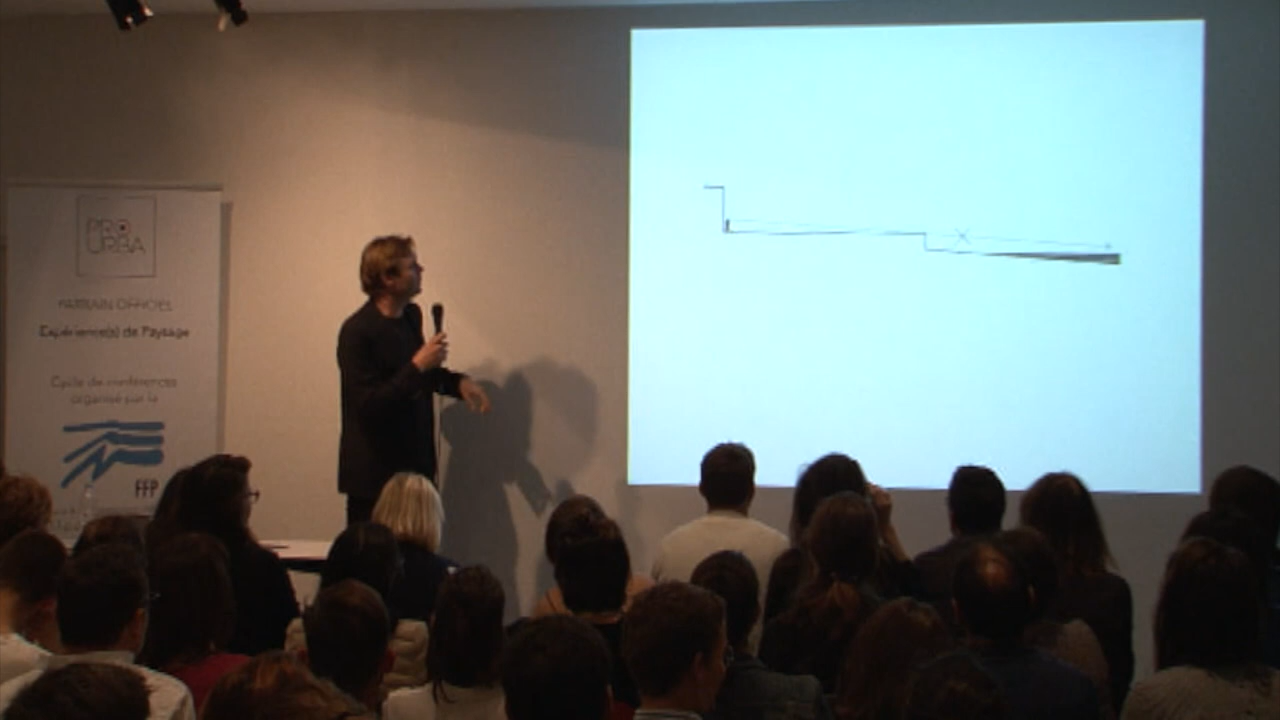 PRO
URBA
PARRAIN OFFICIEL
Expérience(s) de Paysage
Cycle de conférences
organisé par la
FFP